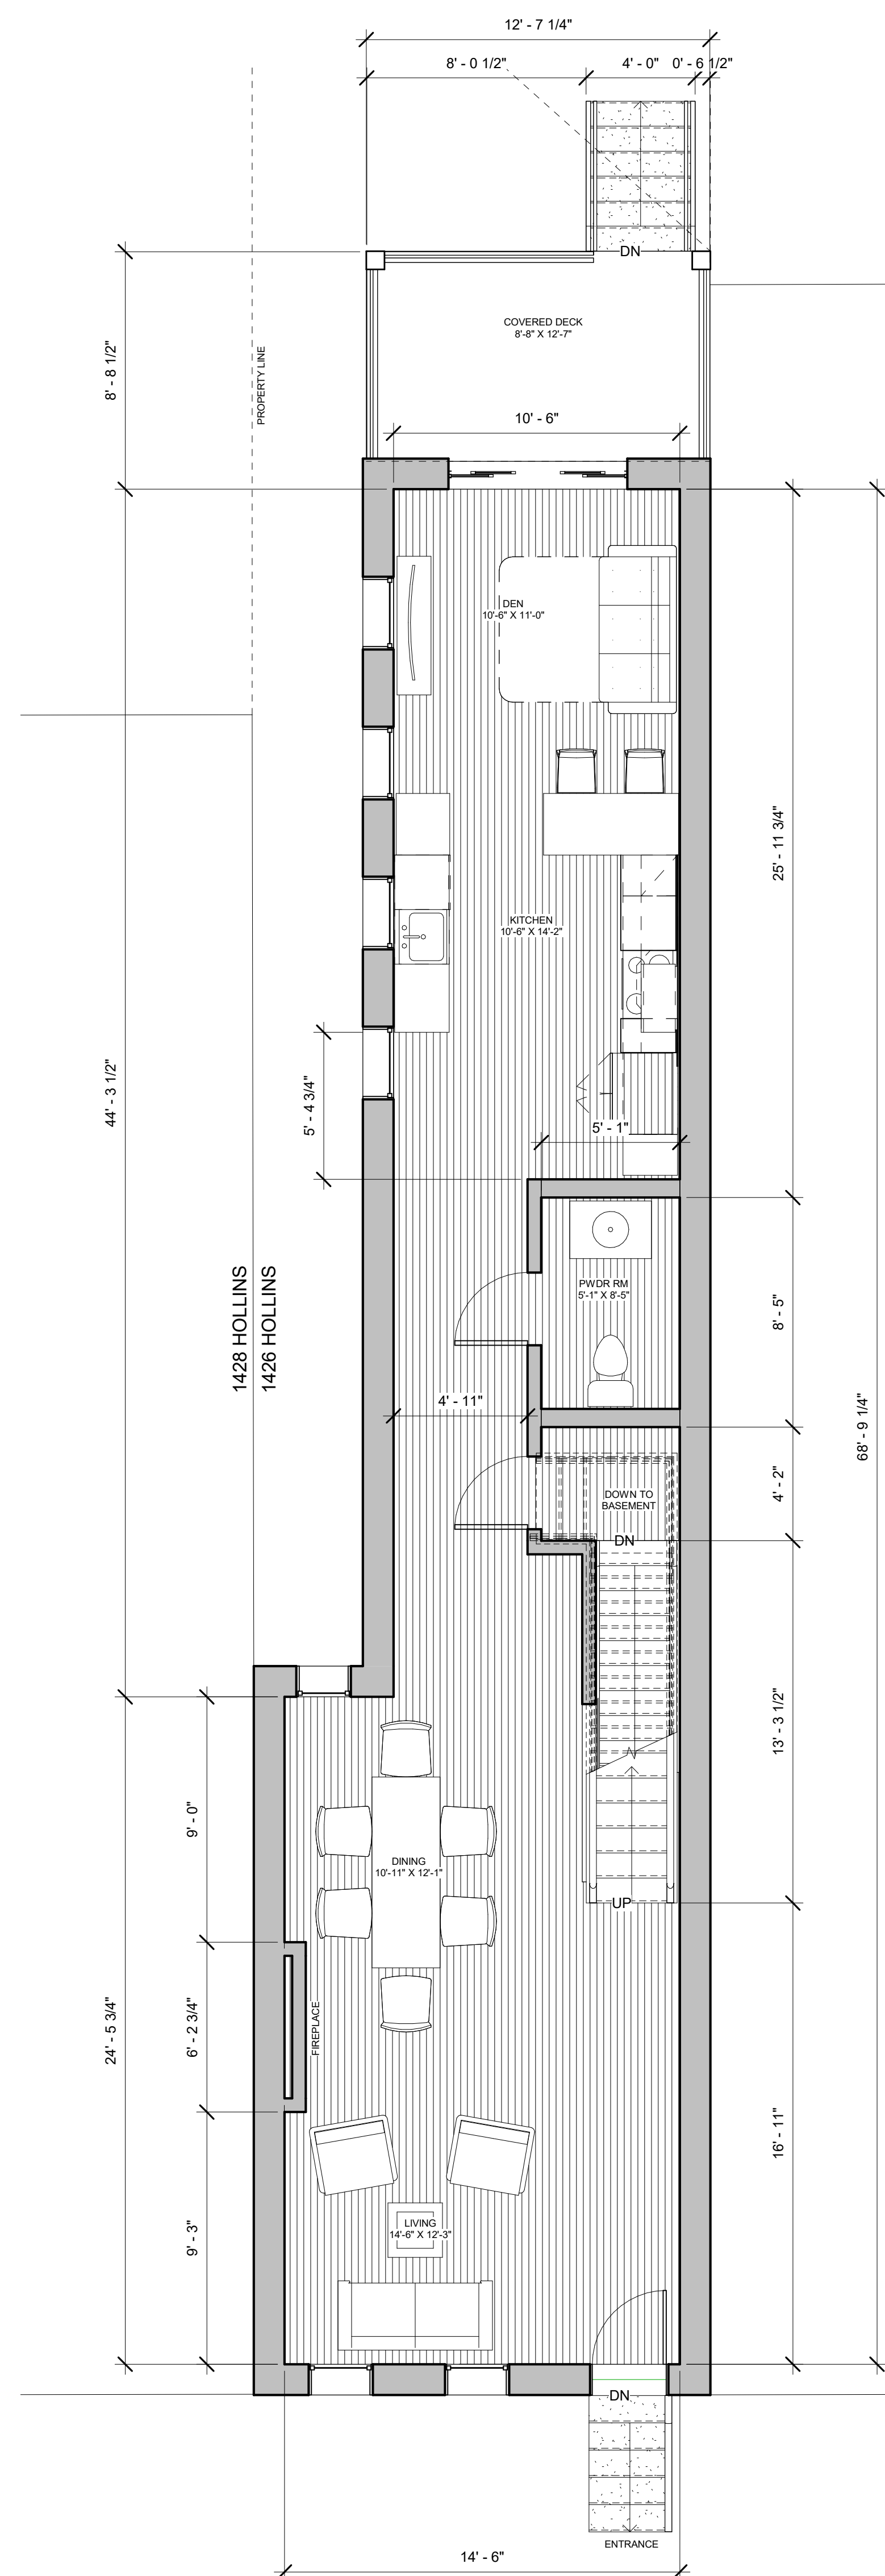 12' - 7 1/4"
8' - 0 1/2"
4' - 0"
0' - 6 1/2"
DN
COVERED DECK
8'-8" X 12'-7"
8' - 8 1/2"
PROPERTY LINE
10' - 6"
DEN
10'-6" X 11'-0"
25' - 11 3/4"
KITCHEN
10'-6" X 14'-2"
44' - 3 1/2"
5' - 4 3/4"
5' - 1"
1428 HOLLINS
1426 HOLLINS
PWDR RM
5'-1" X 8'-5"
8' - 5"
4' - 11"
68' - 9 1/4"
DOWN TO
BASEMENT
4' - 2"
DN
13' - 3 1/2"
9' - 0"
DINING
10'-11" X 12'-1"
UP
24' - 5 3/4"
6' - 2 3/4"
FIREPLACE
16' - 11"
9' - 3"
LIVING
14'-6" X 12'-3"
DN
ENTRANCE
14' - 6"